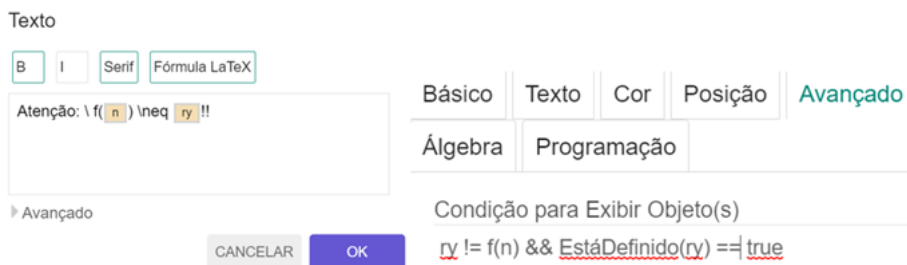 Texto
B I Serif Fórmula LaTeX
Atenção: \ f( n ) \neq ry !!
Avançado
CANCELAR OK
Básico Texto Cor Posição Avançado
Álgebra Programação
Condição para Exibir Objeto(s)
ry != f(n) && EstáDefinido(ry) == true